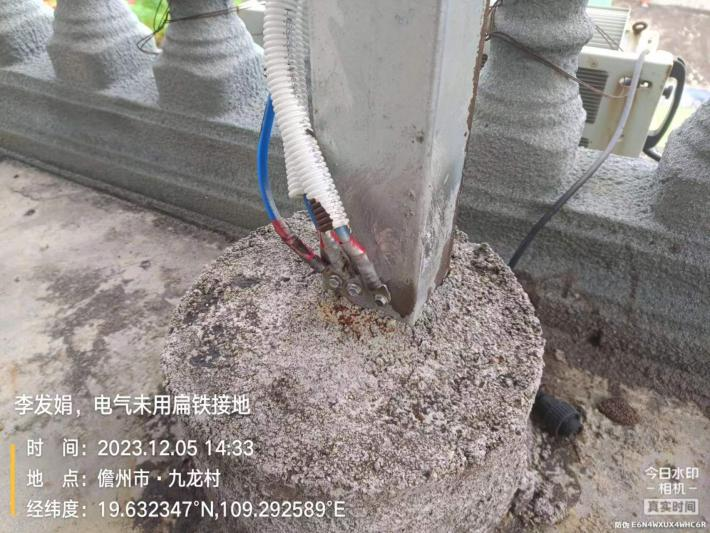 李发娟，电气未用扁铁接地
时 间：2023.12.05 14:33
地 点：儋州市·九龙村
经纬度：19.632347°N,109.292589°E
今日水印
-相机-
真实时间
防伪 E6N4WXUX4WHC6R